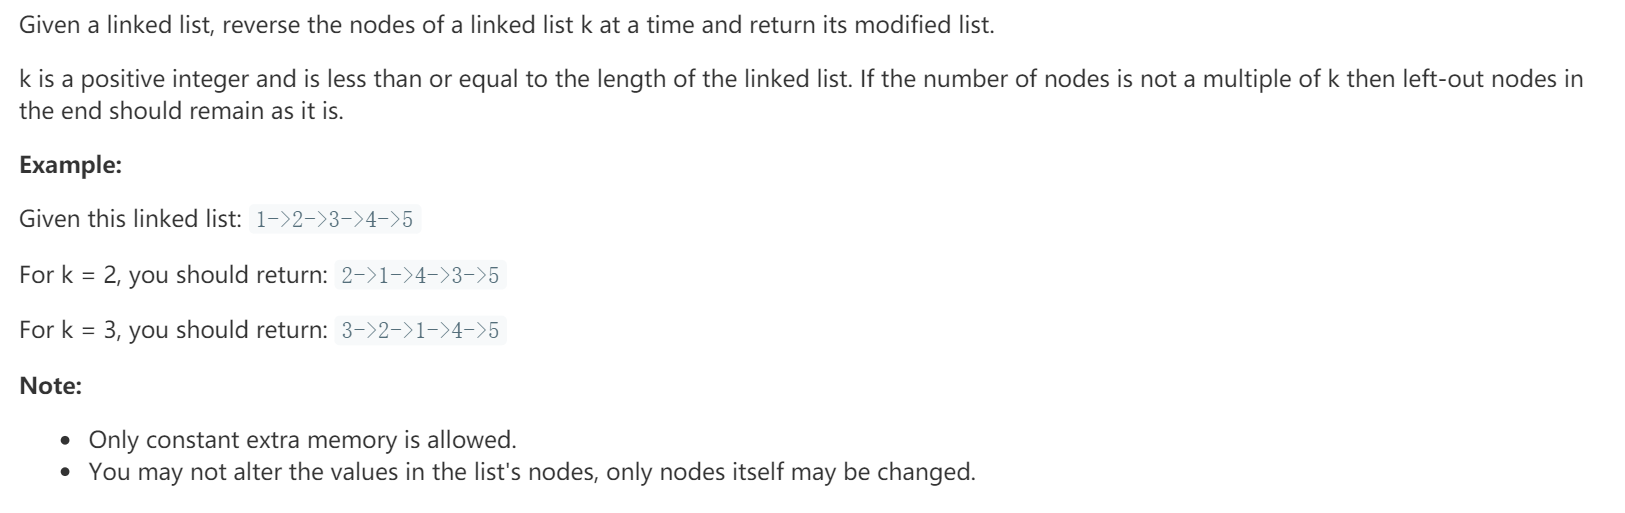 Given a linked list, reverse the nodes of a linked list k at a time and return its modified list.
k is a positive integer and is less than or equal to the length of the linked list. If the number of nodes is not a multiple of k then left-out nodes in
the end should remain as it is.
Example:
Given this linked list: 1->2->3->4->5
For k = 2, you should return: 2->1->4->3->5
For k = 3, you should return: 3->2->1->4->5
Note:
• Only constant extra memory is allowed.
• You may not alter the values in the list's nodes, only nodes itself may be changed.